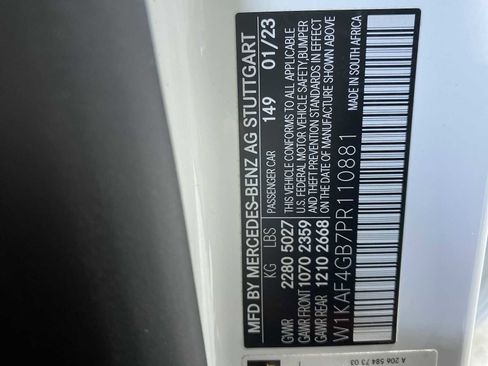 MFD BY MERCEDES-BENZ AG STUTTGART
KG LBS PASSENGER CAR 149 01/23
GVWR 2280 5027 THIS VEHICLE CONFORMS TO ALL APPLICABLE
GAWR FRONT 1070 2359 U.S. FEDERAL MOTOR VEHICLE SAFETY,BUMPER
AND THEFT PREVENTION STANDARDS IN EFFECT
GAWR REAR 1210 2668 ON DATE OF MANUFACTURE SHOWN ABOVE
W1KAF4GB7PR110881 MADE IN SOUTH AFRICA
A 206 584 73 03